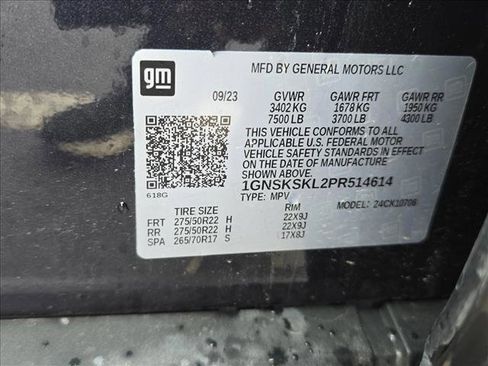 gm
MFD BY GENERAL MOTORS LLC
09/23 GVWR GAWR FRT GAWR RR
3402 KG 1678 KG 1950 KG
7500 LB 3700 LB 4300 LB
THIS VEHICLE CONFORMS TO ALL
APPLICABLE U.S. FEDERAL MOTOR
VEHICLE SAFETY STANDARDS IN
EFFECT ON THE DATE OF
MANUFACTURE SHOWN ABOVE.
1GNSKSKL2PR514614
618G
TYPE: MPV MODEL: 24CK10706
TIRE SIZE RIM
FRT 275/50R22 H 22X9J
RR 275/50R22 H 22X9J
SPA 265/70R17 S 17X8J